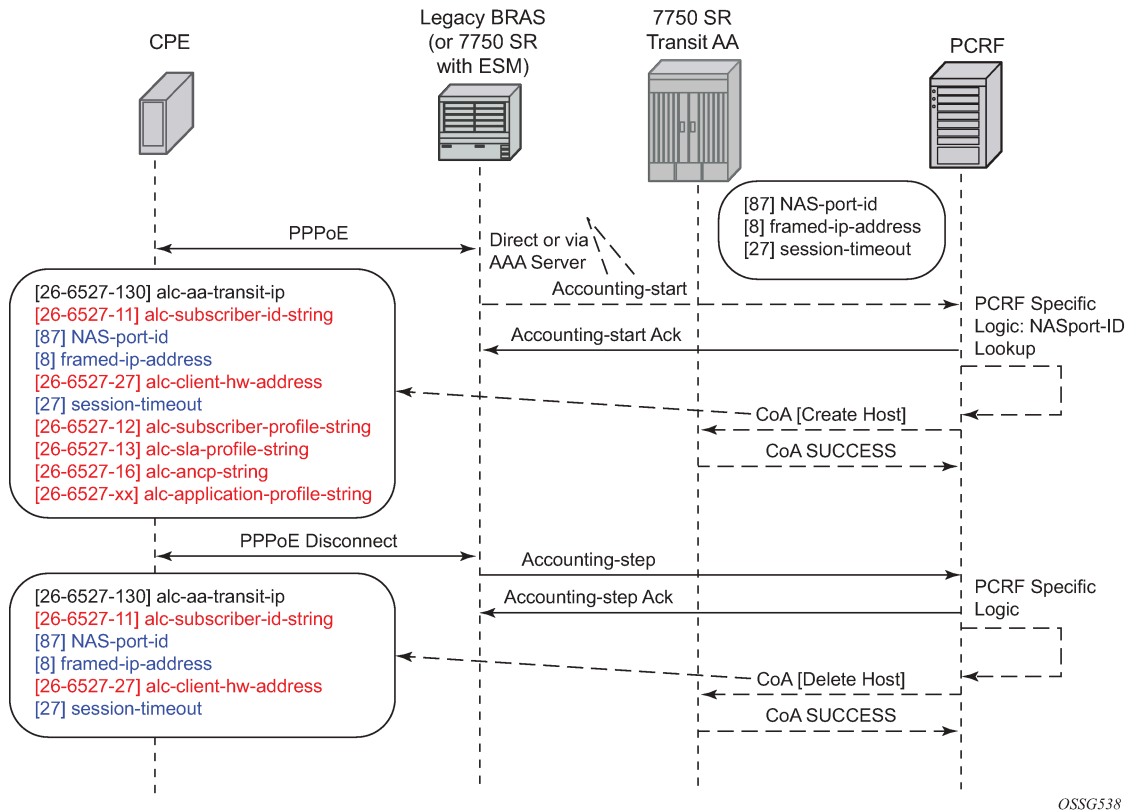 CPE
Legacy BRAS
(or 7750 SR
with ESM)
7750 SR
Transit AA
PCRF
[87] NAS-port-id
[8] framed-ip-address
[27] session-timeout
PPPoE
Direct or via
AAA Server
Accounting-start
PCRF Specific
Logic: NASport-ID
Lookup
Accounting-start Ack
[26-6527-130] alc-aa-transit-ip
[26-6527-11] alc-subscriber-id-string
[87] NAS-port-id
[8] framed-ip-address
[26-6527-27] alc-client-hw-address
[27] session-timeout
[26-6527-12] alc-subscriber-profile-string
[26-6527-13] alc-sla-profile-string
[26-6527-16] alc-ancp-string
[26-6527-xx] alc-application-profile-string
CoA [Create Host]
CoA SUCCESS
PPPoE Disconnect
Accounting-step
Accounting-step Ack
PCRF Specific
Logic
[26-6527-130] alc-aa-transit-ip
[26-6527-11] alc-subscriber-id-string
[87] NAS-port-id
[8] framed-ip-address
[26-6527-27] alc-client-hw-address
[27] session-timeout
CoA [Delete Host]
CoA SUCCESS
OSSG538